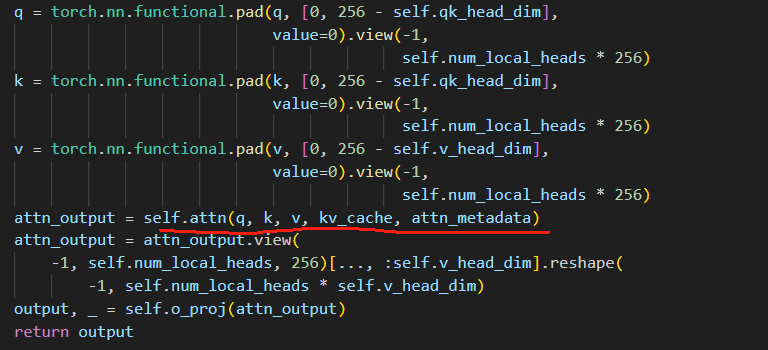 q = torch.nn.functional.pad(q, [0, 256 - self.qk_head_dim],
value=0).view(-1,
self.num_local_heads * 256)
k = torch.nn.functional.pad(k, [0, 256 - self.qk_head_dim],
value=0).view(-1,
self.num_local_heads * 256)
v = torch.nn.functional.pad(v, [0, 256 - self.v_head_dim],
value=0).view(-1,
self.num_local_heads * 256)
attn_output = self.attn(q, k, v, kv_cache, attn_metadata)
attn_output = attn_output.view(
-1, self.num_local_heads, 256)[..., :self.v_head_dim].reshape(
-1, self.num_local_heads * self.v_head_dim)
output, _ = self.o_proj(attn_output)
return output